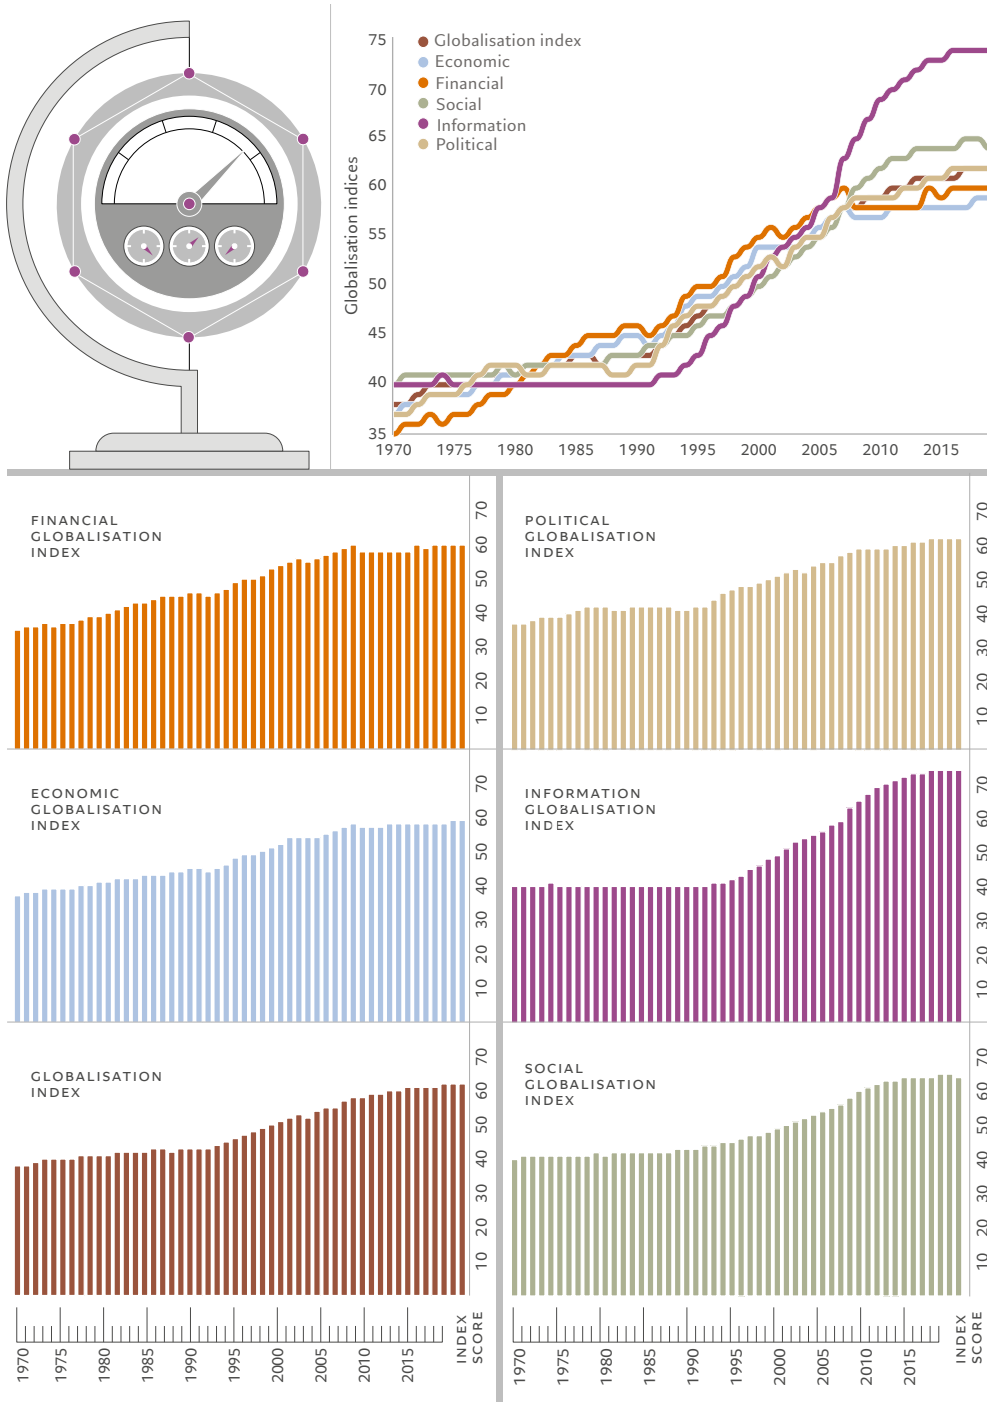 75
70
65
60
55
50
45
40
35
Globalisation indices
Globalisation index
Economic
Financial
Social
Information
Political
1970 1975 1980 1985 1990 1995 2000 2005 2010 2015
FINANCIAL
GLOBALISATION
INDEX
70
60
50
40
30
20
10
POLITICAL
GLOBALISATION
INDEX
70
60
50
40
30
20
10
ECONOMIC
GLOBALISATION
INDEX
70
60
50
40
30
20
10
INFORMATION
GLOBALISATION
INDEX
70
60
50
40
30
20
10
GLOBALISATION
INDEX
70
60
50
40
30
20
10
SOCIAL
GLOBALISATION
INDEX
70
60
50
40
30
20
10
1970 1975 1980 1985 1990 1995 2000 2005 2010 2015
INDEX
SCORE
1970 1975 1980 1985 1990 1995 2000 2005 2010 2015
INDEX
SCORE